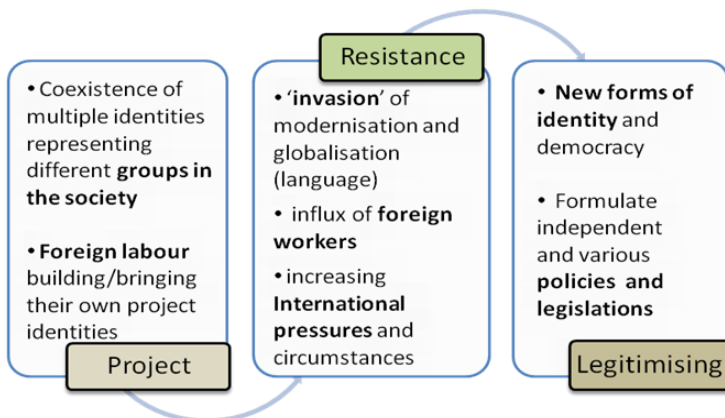 • Coexistence of
multiple identities
representing
different groups in
the society
• Foreign labour
building/bringing
their own project
identities
Project
Resistance
• ‘invasion’ of
modernisation and
globalisation
(language)
• influx of foreign
workers
• increasing
International
pressures and
circumstances
• New forms of
identity and
democracy
• Formulate
independent
and various
policies and
legislations
Legitimising